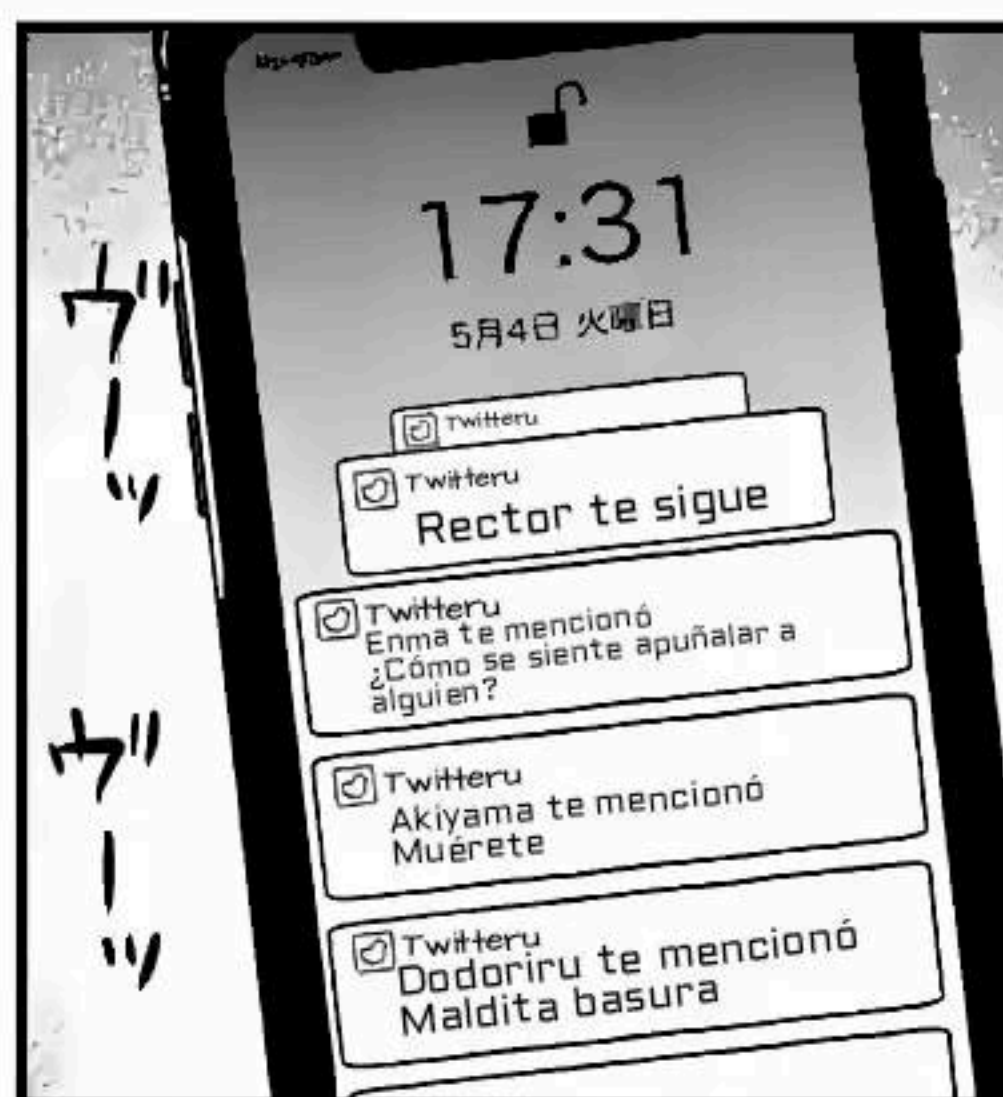 17:31
5月4日 火曜日
Twitteru
Twitteru
Rector te sigue
Twitteru
Enma te mencionó
¿Cómo se siente apuñalar a
alguien?
Twitteru
Akiyama te mencionó
Muérete
Twitteru
Dodoriru te mencionó
Maldita basura
ヴーッ
ヴーッ